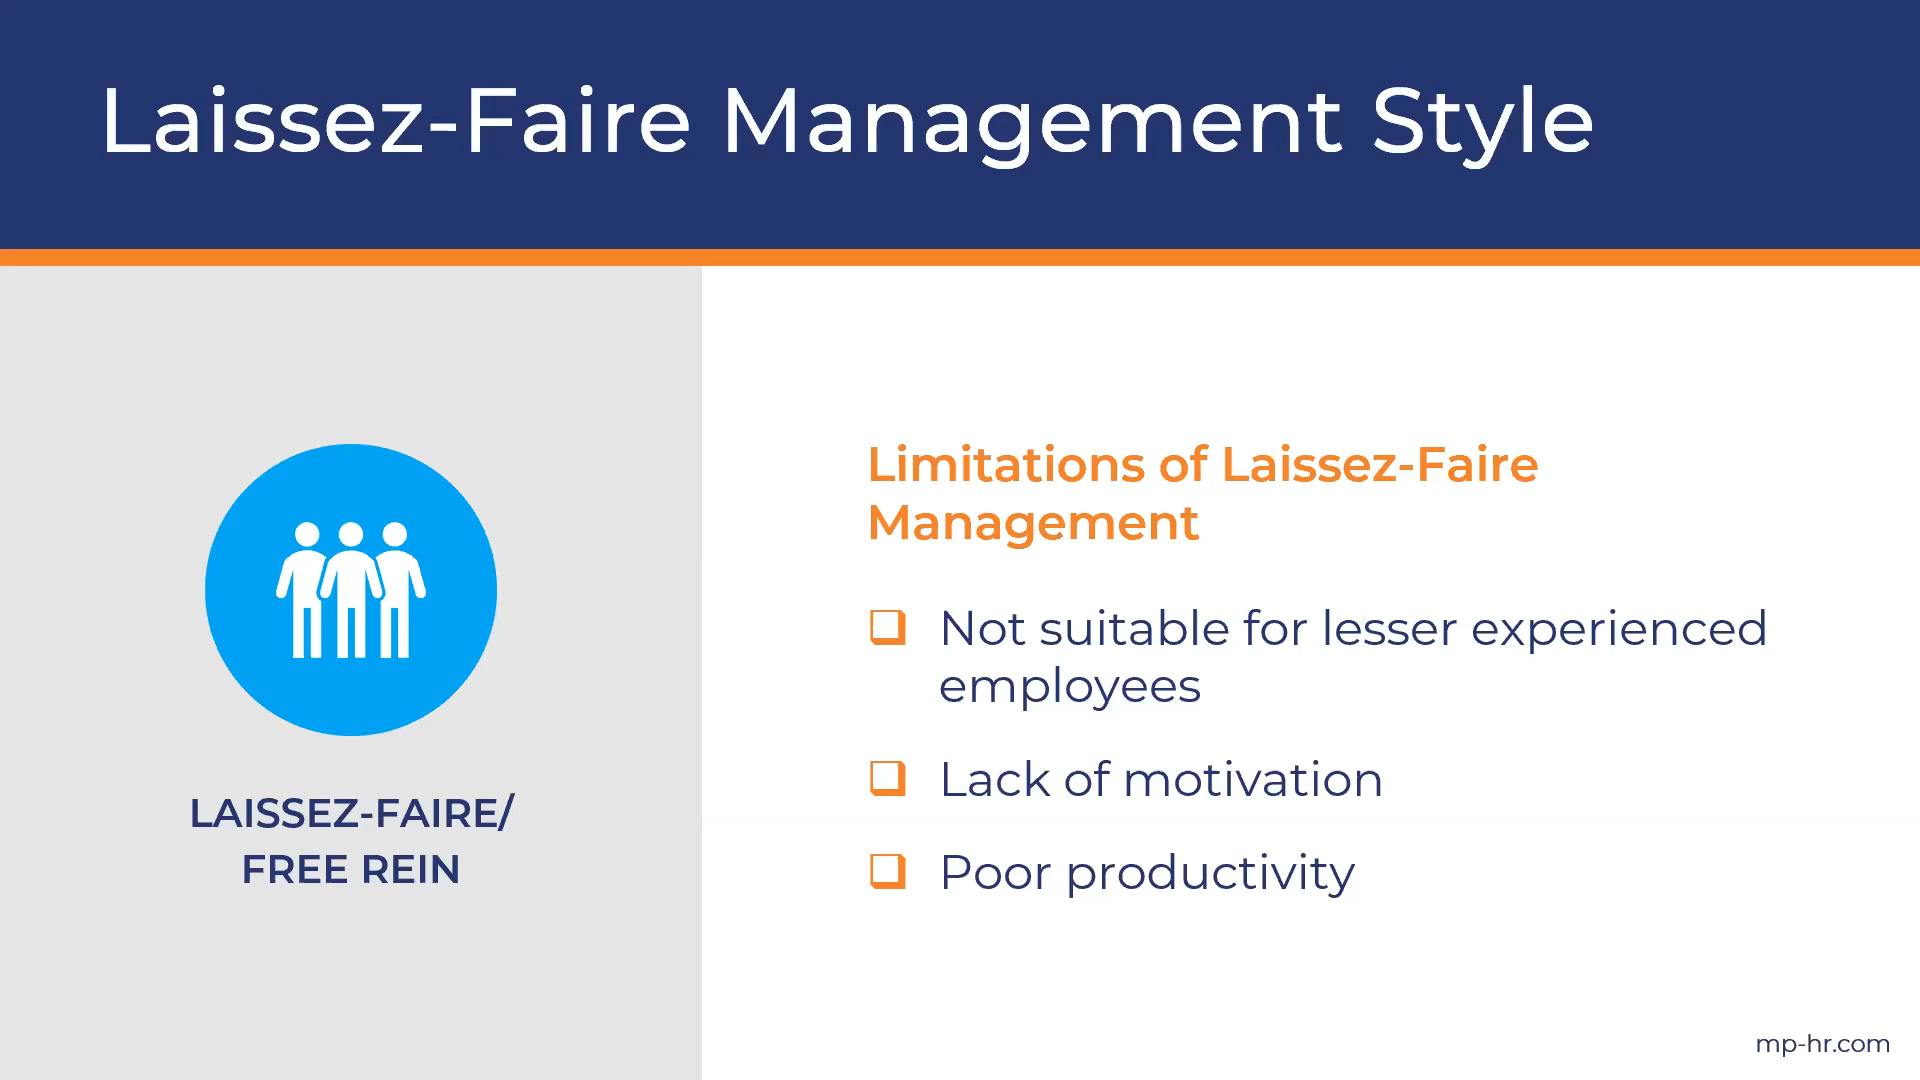 Laissez-Faire Management Style
LAISSEZ-FAIRE/
FREE REIN
Limitations of Laissez-Faire
Management
Not suitable for lesser experienced
employees
Lack of motivation
Poor productivity
mp-hr.com